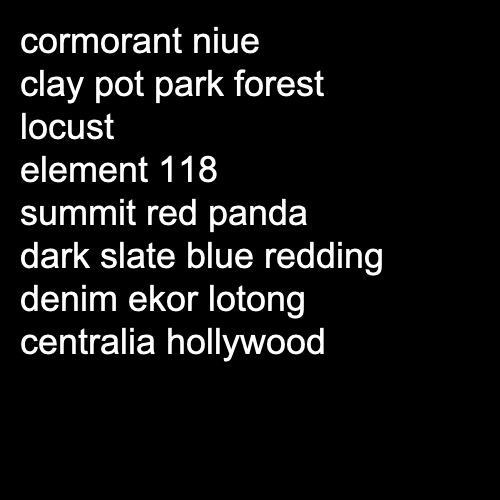 cormorant niue
clay pot park forest
locust
element 118
summit red panda
dark slate blue redding
denim ekor lotong
centralia hollywood